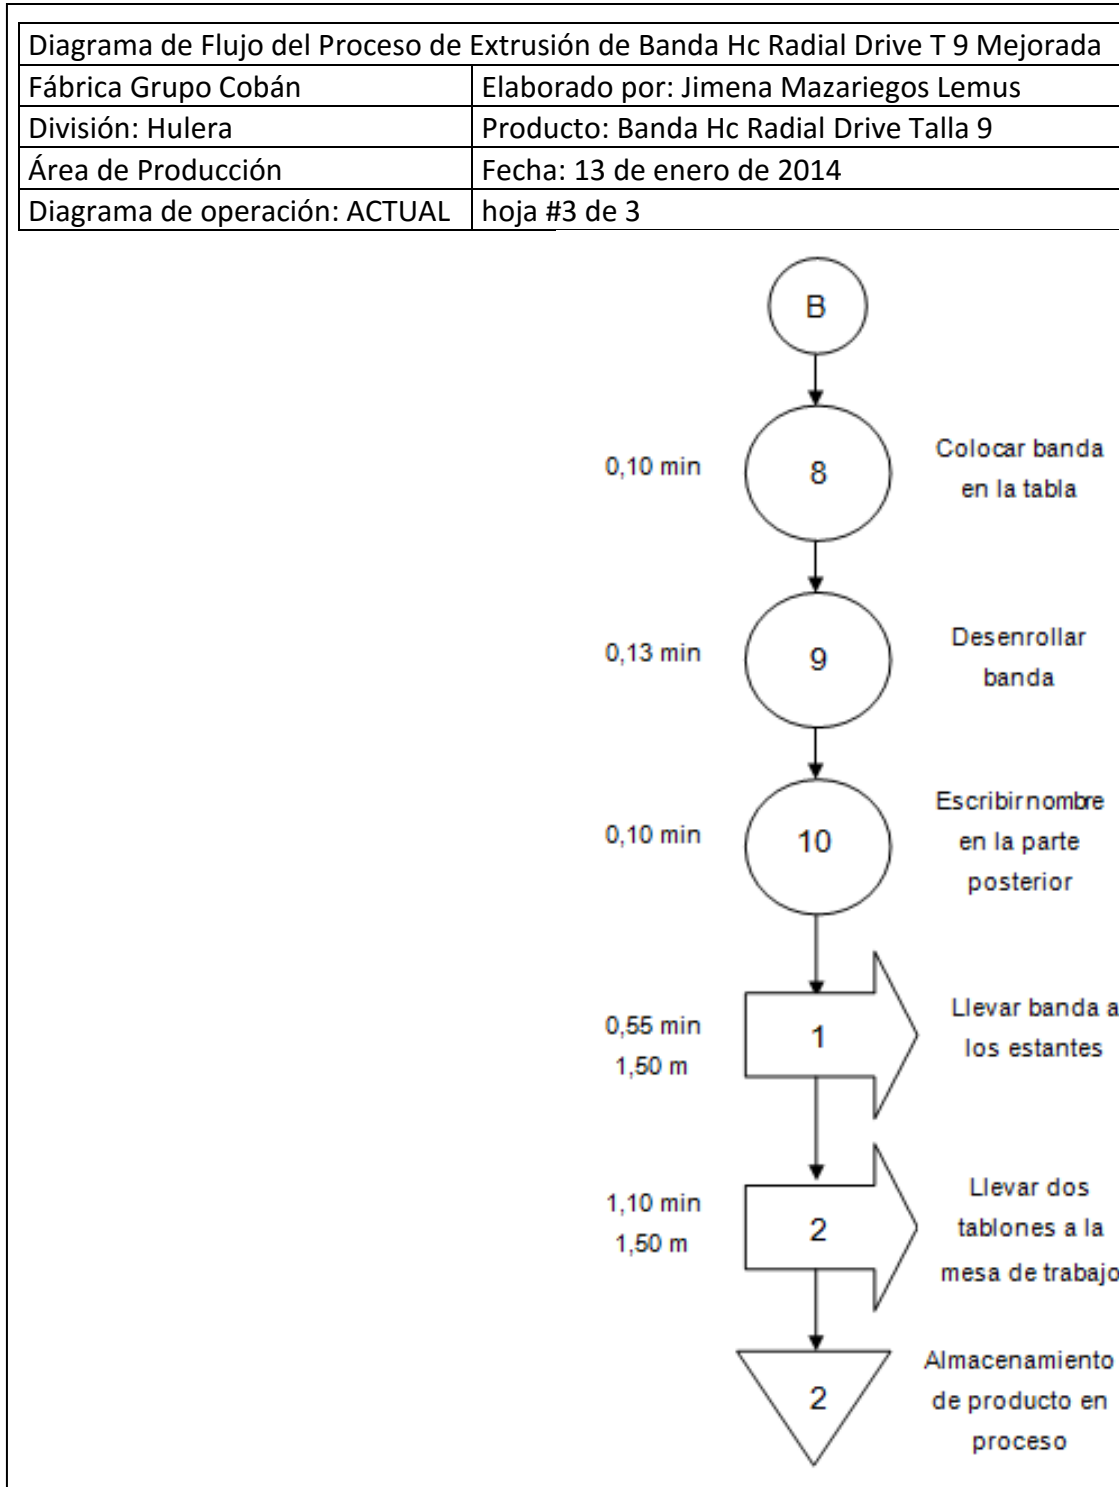 Diagrama de Flujo del Proceso de Extrusión de Banda Hc Radial Drive T 9 Mejorada
Fábrica Grupo Cobán
Elaborado por: Jimena Mazariegos Lemus
División: Hulera
Producto: Banda Hc Radial Drive Talla 9
Área de Producción
Fecha: 13 de enero de 2014
Diagrama de operación: ACTUAL
hoja #3 de 3
B
0,10 min
8
Colocar banda
en la tabla
0,13 min
9
Desenrollar
banda
0,10 min
10
Escribir nombre
en la parte
posterior
0,55 min
1,50 m
1
Llevar banda a
los estantes
1,10 min
1,50 m
2
Llevar dos
tablones a la
mesa de trabajo
2
Almacenamiento
de producto en
proceso